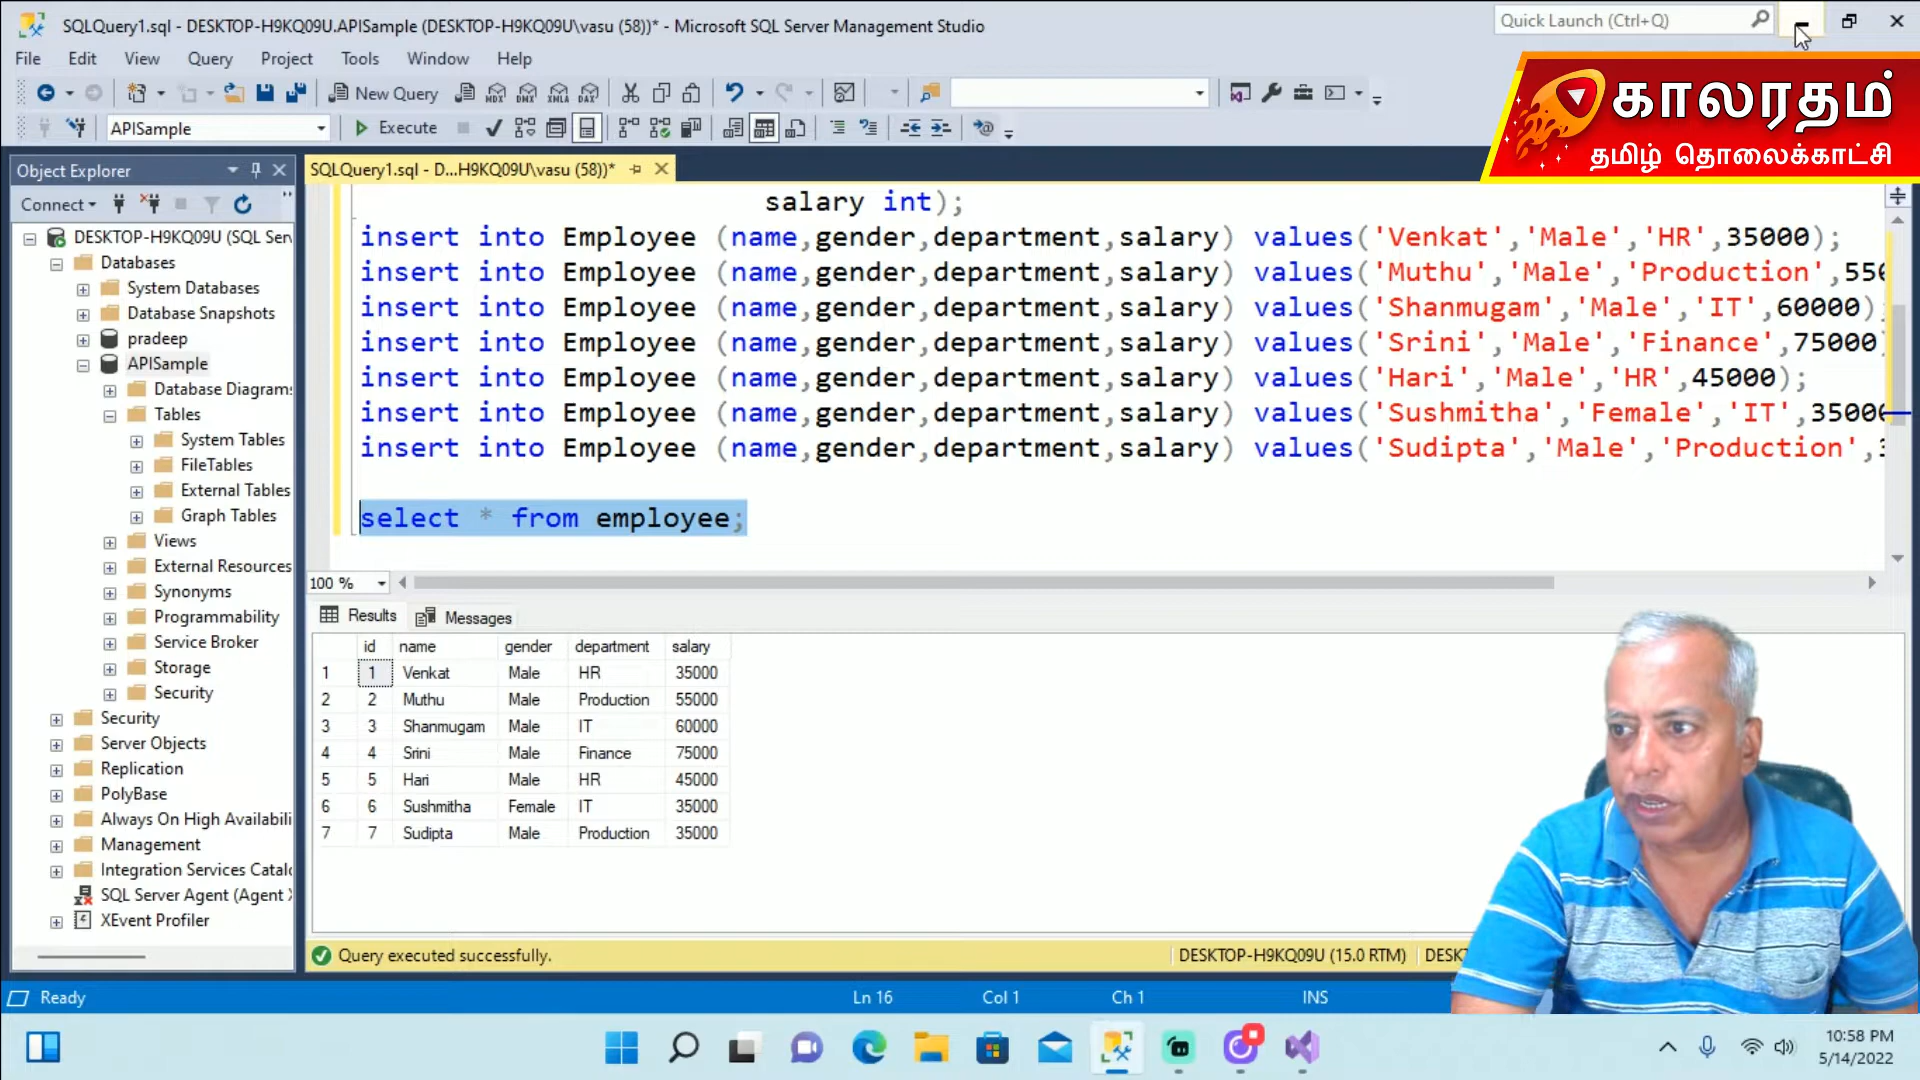 SQLQuery1.sql - DESKTOP-H9KQ09U.APISample (DESKTOP-H9KQ09U\vasu (58))* - Microsoft SQL Server Management Studio
Quick Launch (Ctrl+Q)
File Edit View Query Project Tools Window Help
New Query
MDX DMX XMLA DAX
APISample
Execute
காலரதம்
தமிழ் தொலைக்காட்சி
Object Explorer
Connect
DESKTOP-H9KQ09U (SQL Ser
Databases
System Databases
Database Snapshots
pradeep
APISample
Database Diagrams
Tables
System Tables
FileTables
External Tables
Graph Tables
Views
External Resources
Synonyms
Programmability
Service Broker
Storage
Security
Security
Server Objects
Replication
PolyBase
Always On High Availabili
Management
Integration Services Catal
SQL Server Agent (Agent X
XEvent Profiler
SQLQuery1.sql - D...H9KQ09U\vasu (58))*
salary int);
insert into Employee (name,gender,department,salary) values('Venkat','Male','HR',35000);
insert into Employee (name,gender,department,salary) values('Muthu','Male','Production',550
insert into Employee (name,gender,department,salary) values('Shanmugam','Male','IT',60000);
insert into Employee (name,gender,department,salary) values('Srini','Male','Finance',75000)
insert into Employee (name,gender,department,salary) values('Hari','Male','HR',45000);
insert into Employee (name,gender,department,salary) values('Sushmitha','Female','IT',35000
insert into Employee (name,gender,department,salary) values('Sudipta','Male','Production',3
select * from employee;
100 %
Results Messages
id name gender department salary
1 1 Venkat Male HR 35000
2 2 Muthu Male Production 55000
3 3 Shanmugam Male IT 60000
4 4 Srini Male Finance 75000
5 5 Hari Male HR 45000
6 6 Sushmitha Female IT 35000
7 7 Sudipta Male Production 35000
Query executed successfully.
DESKTOP-H9KQ09U (15.0 RTM) DESK
Ready Ln 16 Col 1 Ch 1 INS
10:58 PM
5/14/2022